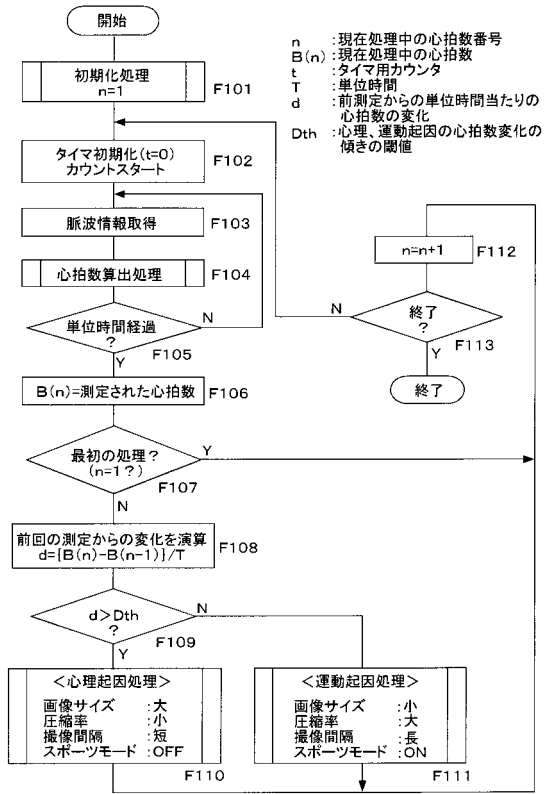 開始
n :現在処理中の心拍数番号
B(n):現在処理中の心拍数
t :タイマ用カウンタ
T :単位時間
d :前測定からの単位時間当たりの
心拍数の変化
Dth :心理、運動起因の心拍数変化の
傾きの閾値
初期化処理
n=1
F101
タイマ初期化(t=0)
カウントスタート
F102
脈波情報取得
F103
心拍数算出処理
F104
単位時間経過
?
N
F105
Y
B(n)=測定された心拍数
F106
最初の処理?
(n=1?)
Y
F107
N
前回の測定からの変化を演算
d={B(n)-B(n-1)}/T
F108
d>Dth
?
N
F109
Y
<心理起因処理>
画像サイズ :大
圧縮率 :小
撮像間隔 :短
スポーツモード:OFF
F110
<運動起因処理>
画像サイズ :小
圧縮率 :大
撮像間隔 :長
スポーツモード:ON
F111
n=n+1
F112
終了
?
N
F113
Y
終了